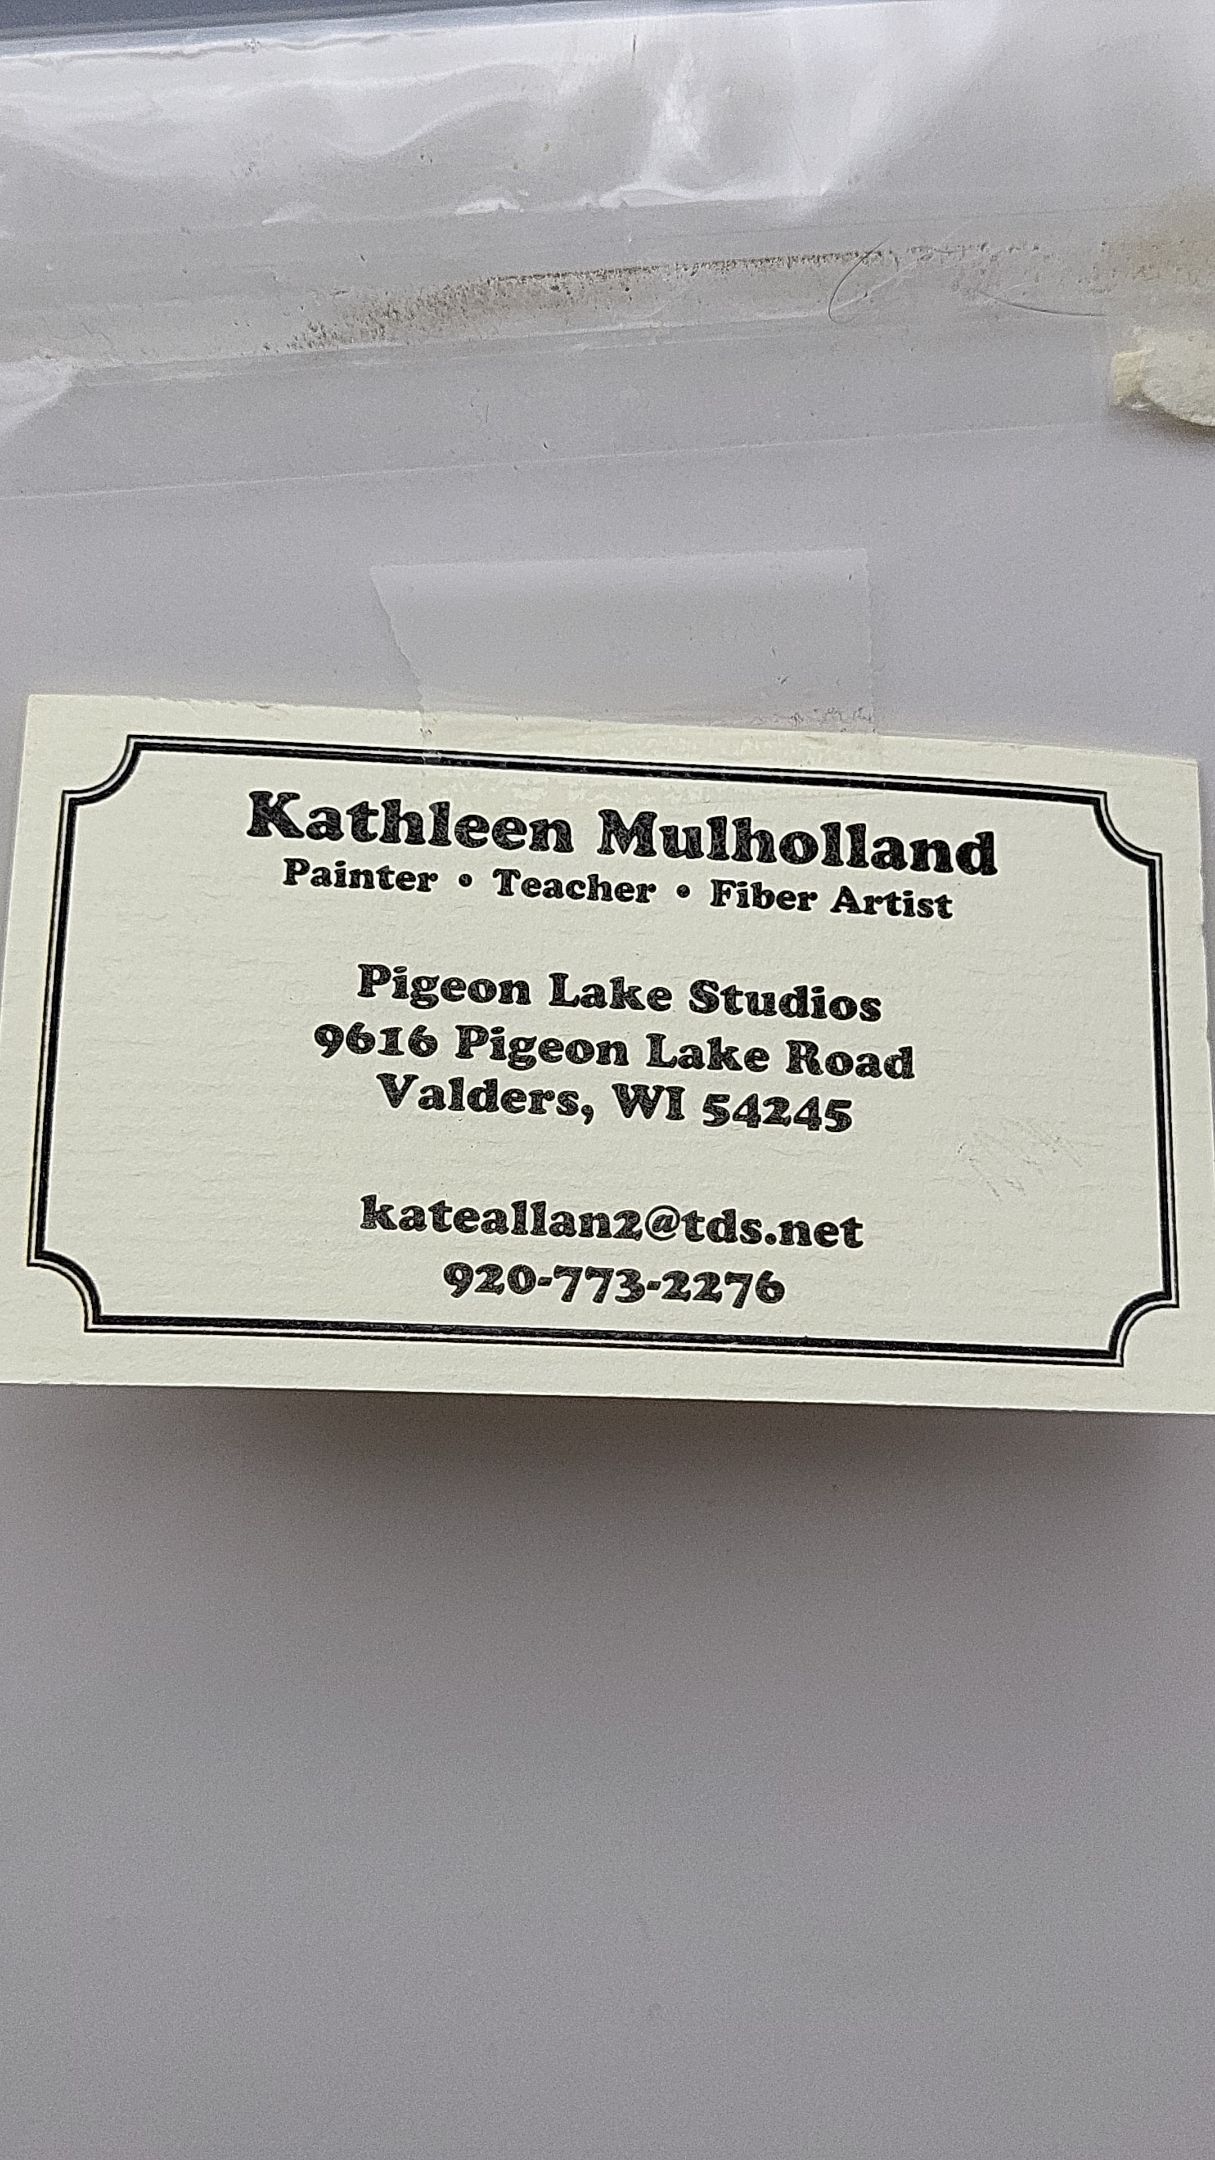 Kathleen Mulholland
Painter • Teacher • Fiber Artist
Pigeon Lake Studios
9616 Pigeon Lake Road
Valders, WI 54245
kateallan2@tds.net
920-773-2276